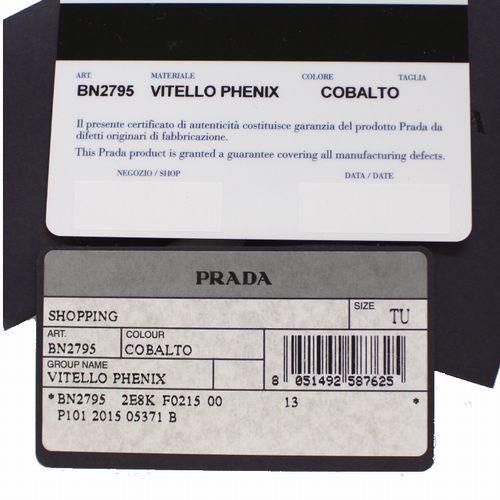 ART. MATERIALE COLORE TAGLIA
BN2795 VITELLO PHENIX COBALTO
Il presente certificato di autenticità costituisce garanzia del prodotto Prada da
difetti originari di fabbricazione.
This Prada product is granted a guarantee covering all manufacturing defects.
NEGOZIO / SHOP DATA / DATE
PRADA
SHOPPING SIZE TU
ART. COLOUR
BN2795 COBALTO
GROUP NAME
VITELLO PHENIX
8 051492 587625
*BN2795 2E8K F0215 00 13 *
P101 2015 05371 B